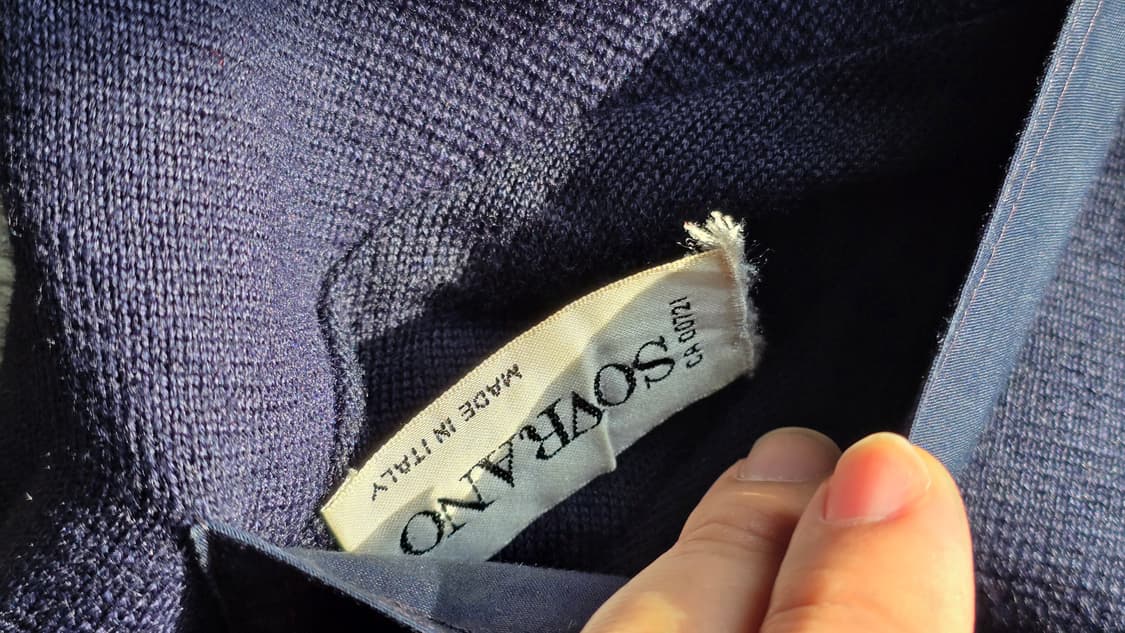 SOVRANO
MADE IN ITALY
CA 00721